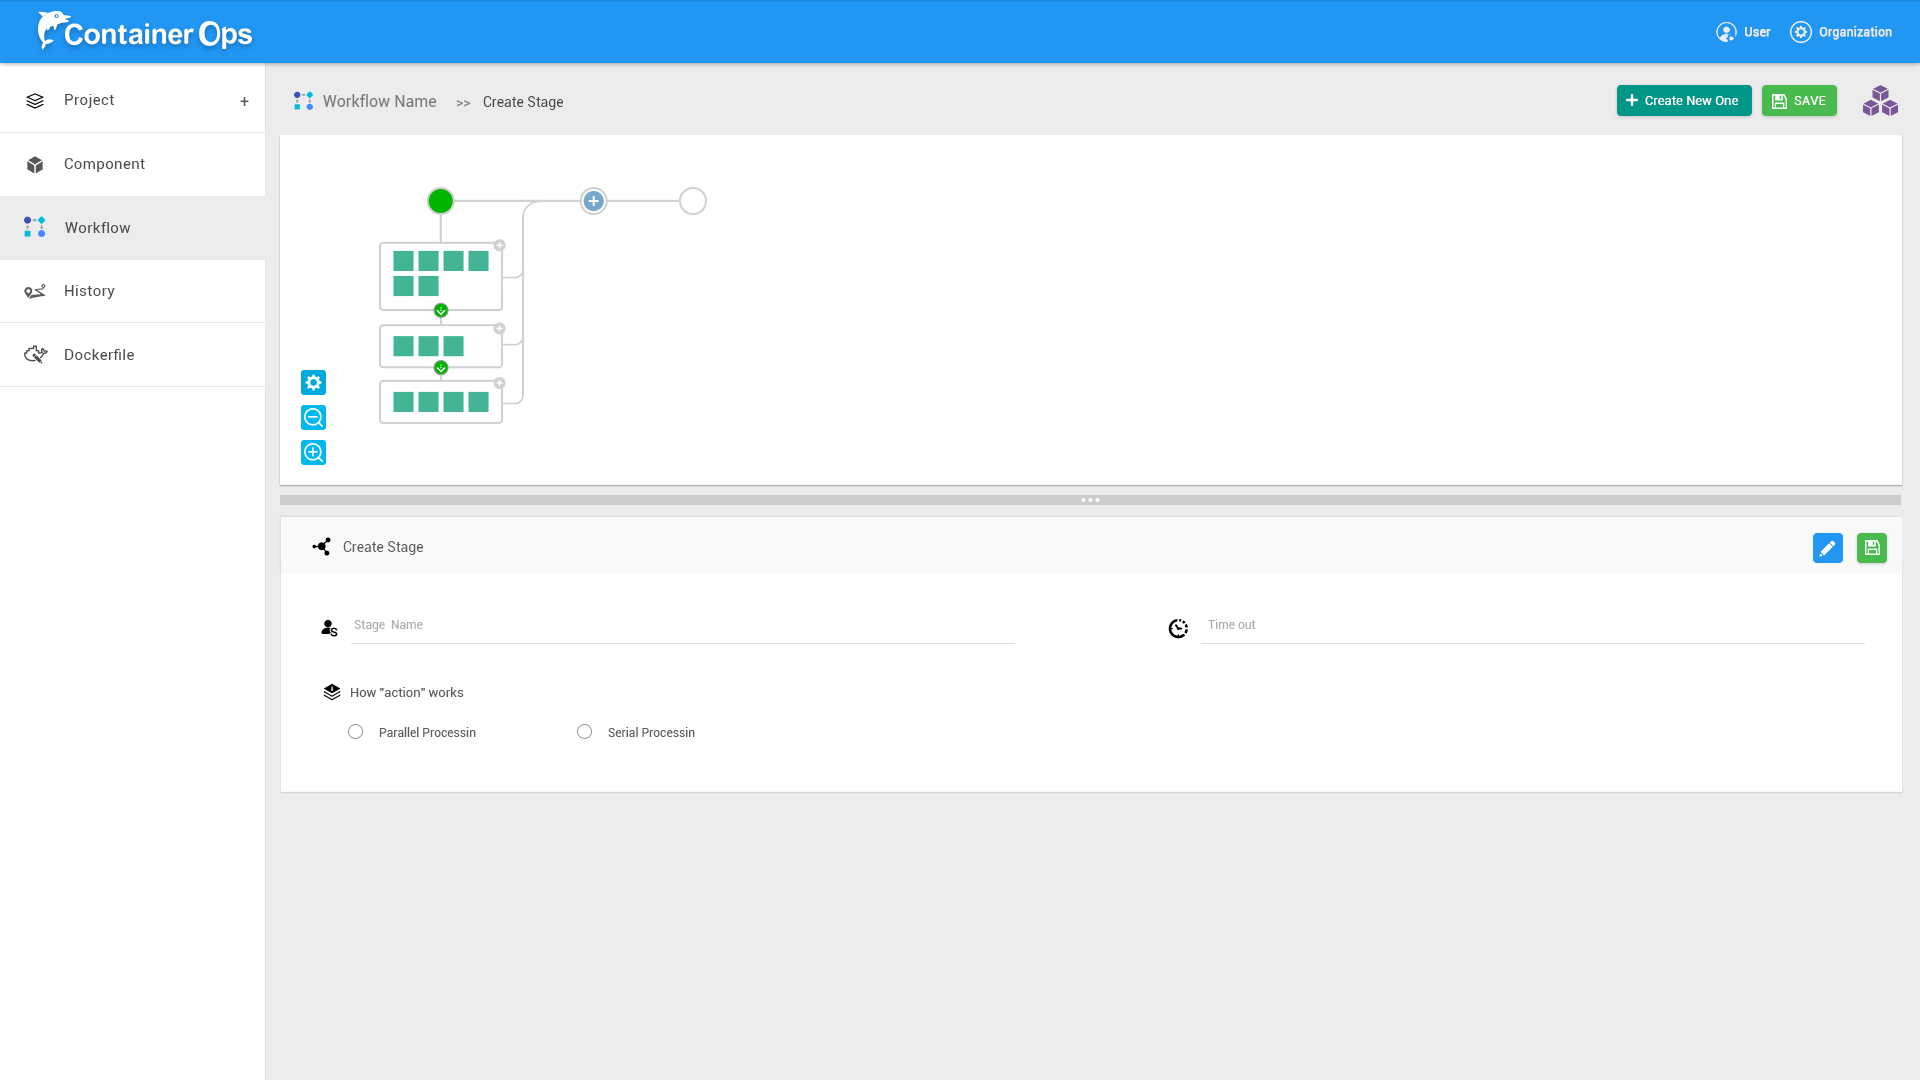 Container Ops
User
Organization
Project +
Component
Workflow
History
Dockerfile
Workflow Name >> Create Stage
+ Create New One
SAVE
Create Stage
Stage Name
Time out
How "action" works
Parallel Processin
Serial Processin